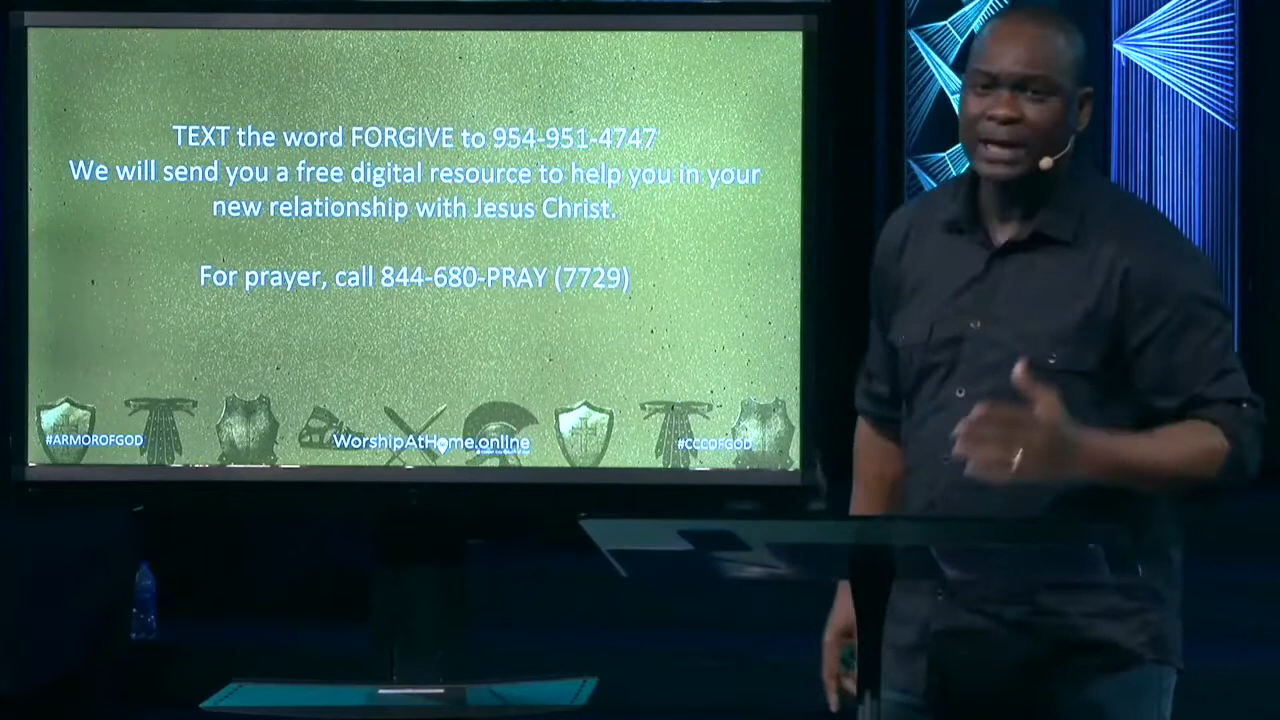 TEXT the word FORGIVE to 954-951-4747
We will send you a free digital resource to help you in your
new relationship with Jesus Christ.
For prayer, call 844-680-PRAY (7729)
#ARMOROFGOD
WorshipAtHome.online
#CCCOFGOD